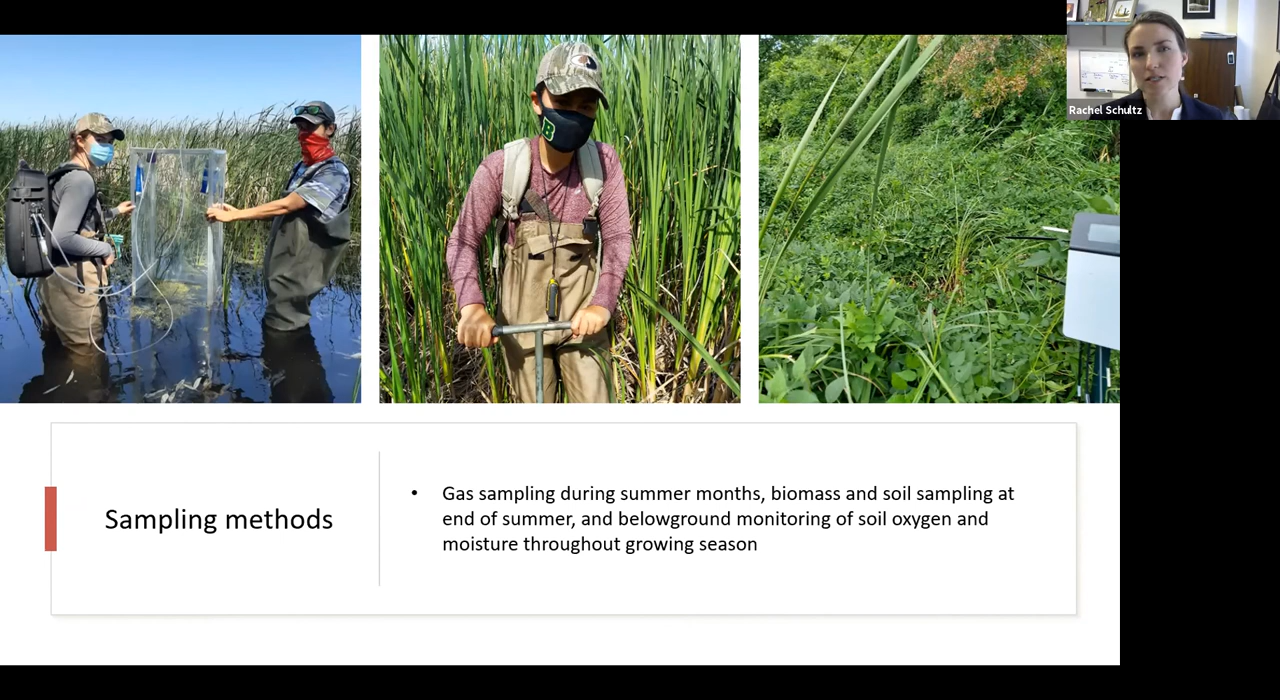 Rachel Schultz
B
Sampling methods
• Gas sampling during summer months, biomass and soil sampling at
end of summer, and belowground monitoring of soil oxygen and
moisture throughout growing season